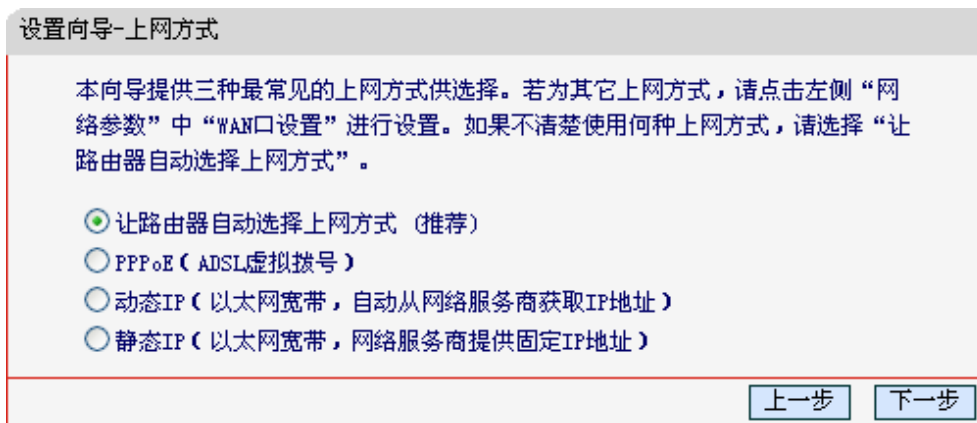 设置向导-上网方式
本向导提供三种最常见的上网方式供选择。若为其它上网方式，请点击左侧“网
络参数”中“WAN口设置”进行设置。如果不清楚使用何种上网方式，请选择“让
路由器自动选择上网方式”。
让路由器自动选择上网方式（推荐）
PPPoE（ADSL虚拟拨号）
动态IP（以太网宽带，自动从网络服务商获取IP地址）
静态IP（以太网宽带，网络服务商提供固定IP地址）
上一步 下一步